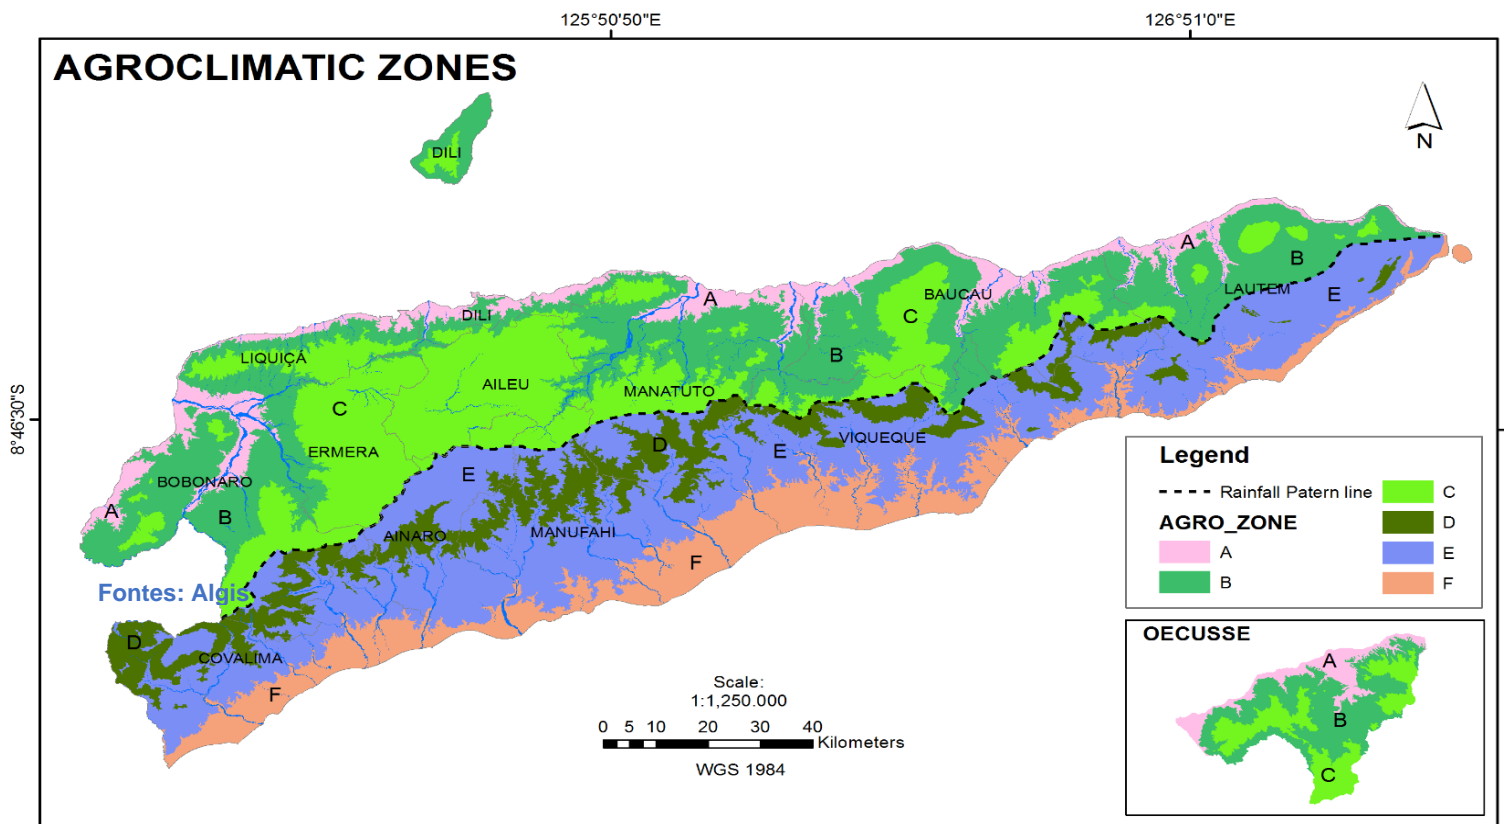 125°50'50"E
126°51'0"E
AGROCLIMATIC ZONES
N
DILI
A
B
LAUTEM
E
BAUCAU
A
DILI
C
LIQUIÇÁ
B
AILEU
MANATUTO
C
8°46'30"S
ERMERA
D
VIQUEQUE
E
E
BOBONARO
A
B
AINARO
MANUFAHI
F
Fontes: Algis
D
COVALIMA
F
Legend
Rainfall Patern line
AGRO_ZONE
A
B
C
D
E
F
OECUSSE
A
B
C
Scale:
1:1,250.000
0 5 10 20 30 40
Kilometers
WGS 1984